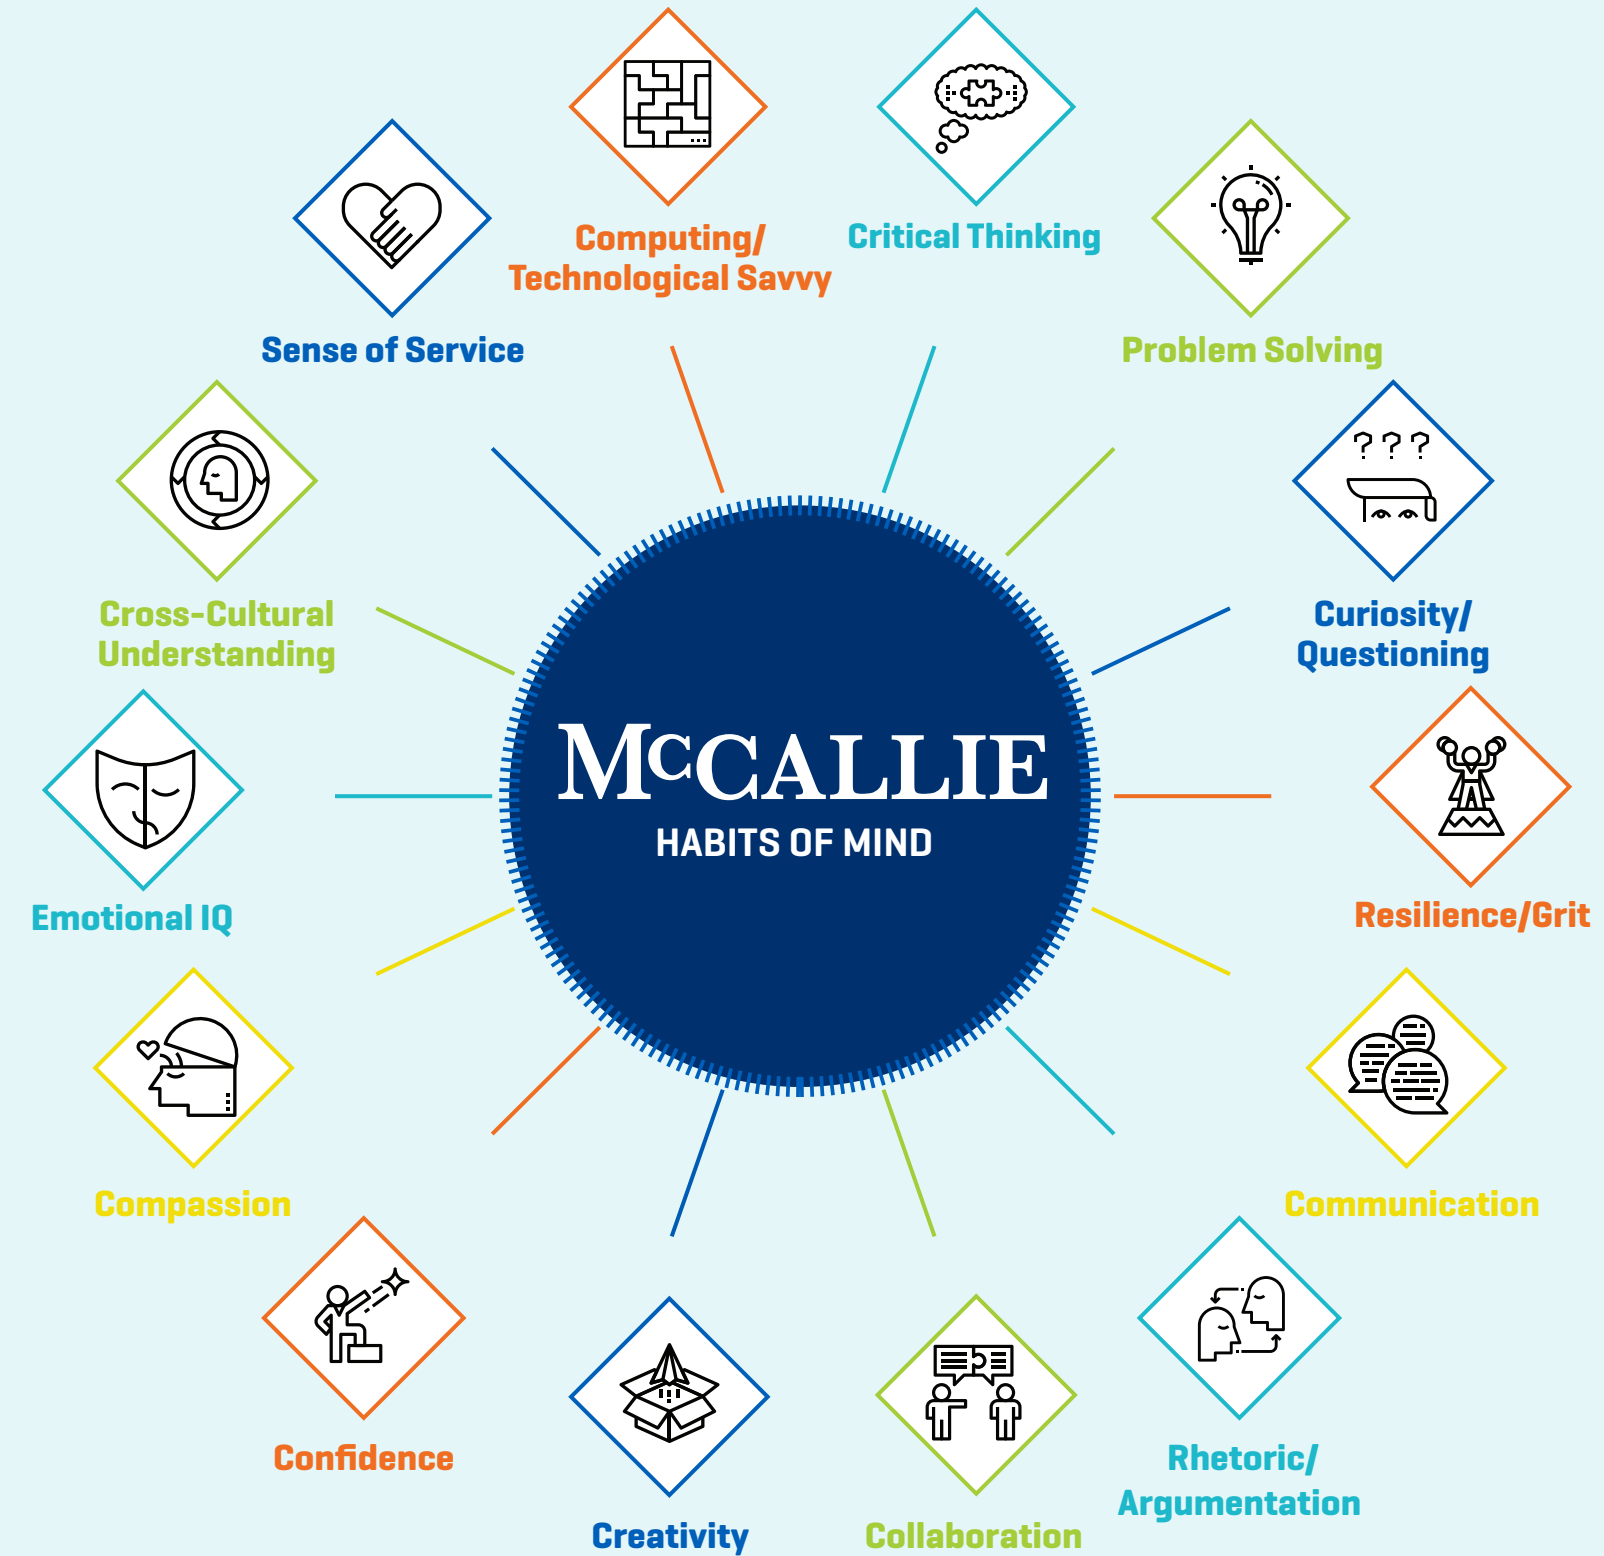 Computing/
Technological Savvy
Critical Thinking
Sense of Service
Problem Solving
Cross-Cultural
Understanding
? ? ?
Curiosity/
Questioning
McCALLIE
HABITS OF MIND
Emotional IQ
Resilience/Grit
Compassion
Communication
Confidence
Rhetoric/
Argumentation
Creativity
Collaboration